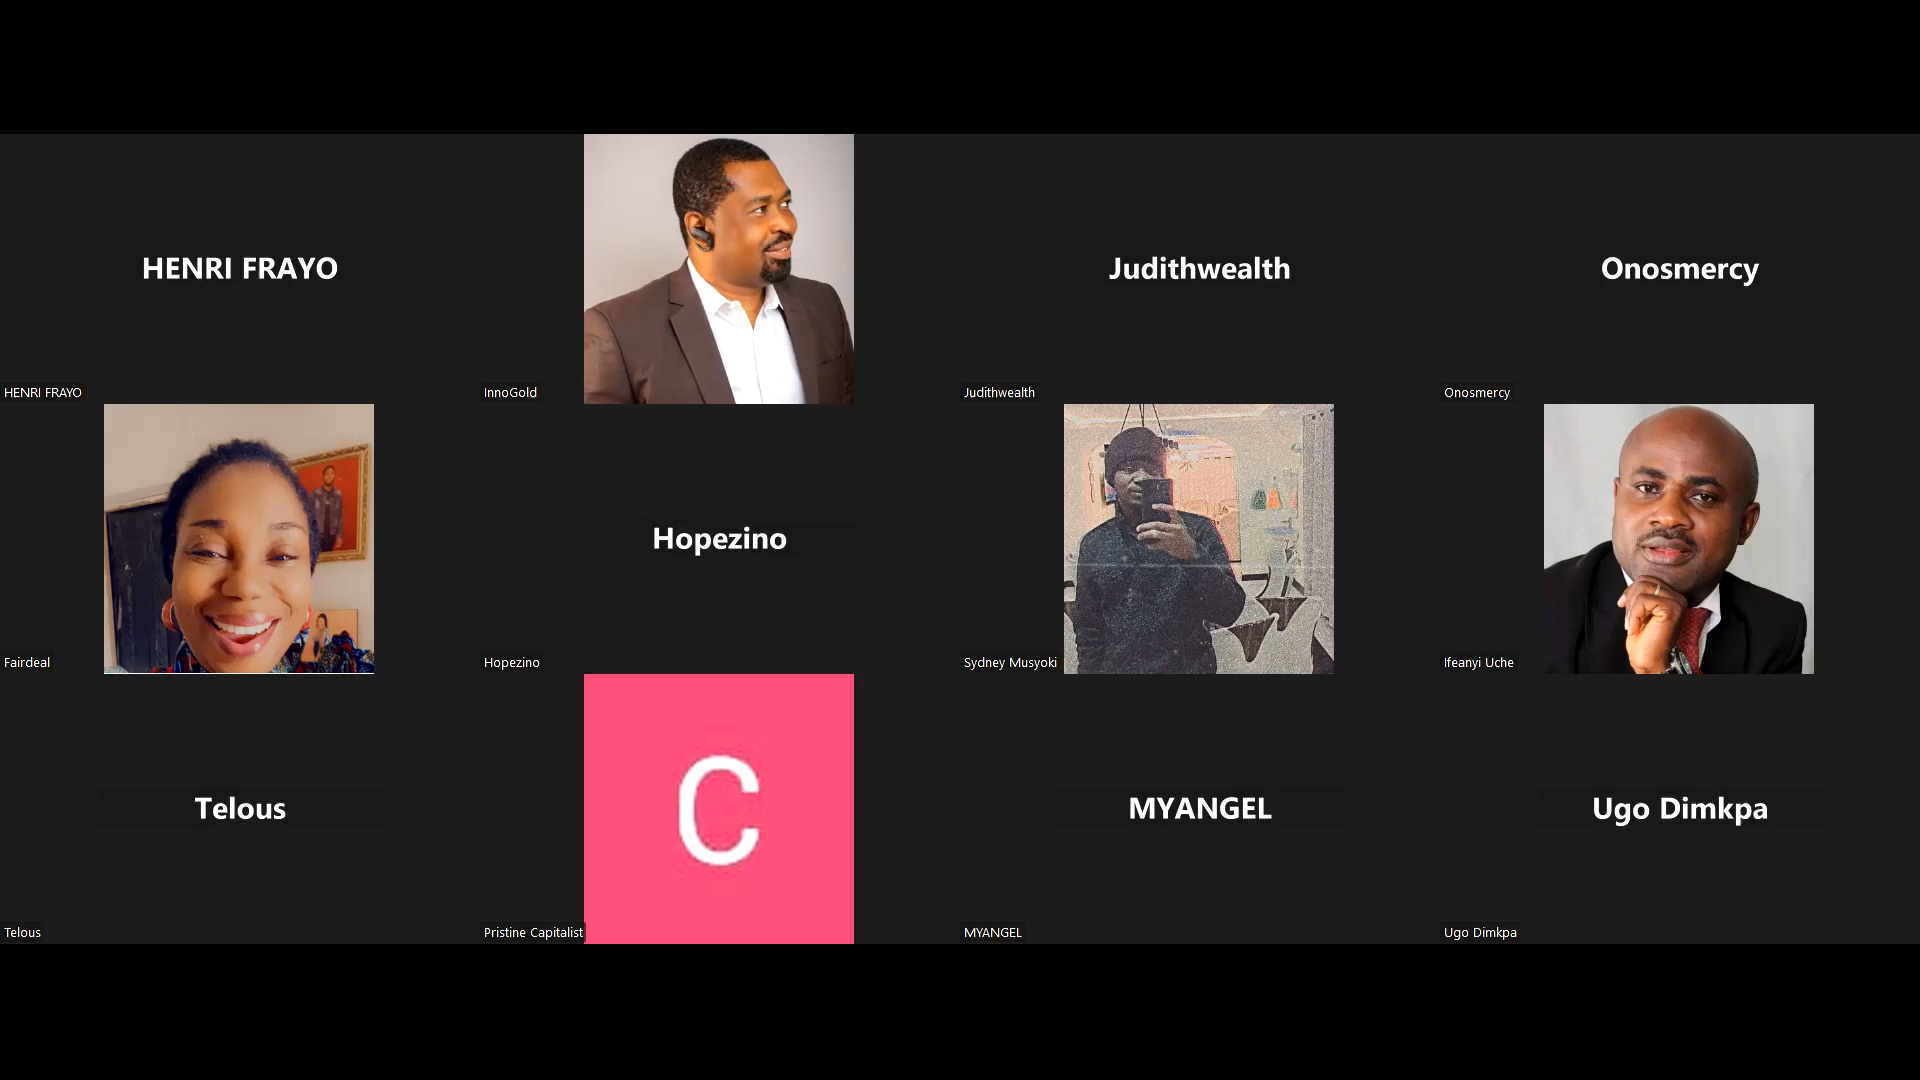 HENRI FRAYO
Judithwealth
Onosmercy
HENRI FRAYO
InnoGold
Judithwealth
Onosmercy
Hopezino
Fairdeal
Hopezino
Sydney Musyoki
Ifeanyi Uche
Telous
C
MYANGEL
Ugo Dimkpa
Telous
Pristine Capitalist
MYANGEL
Ugo Dimkpa